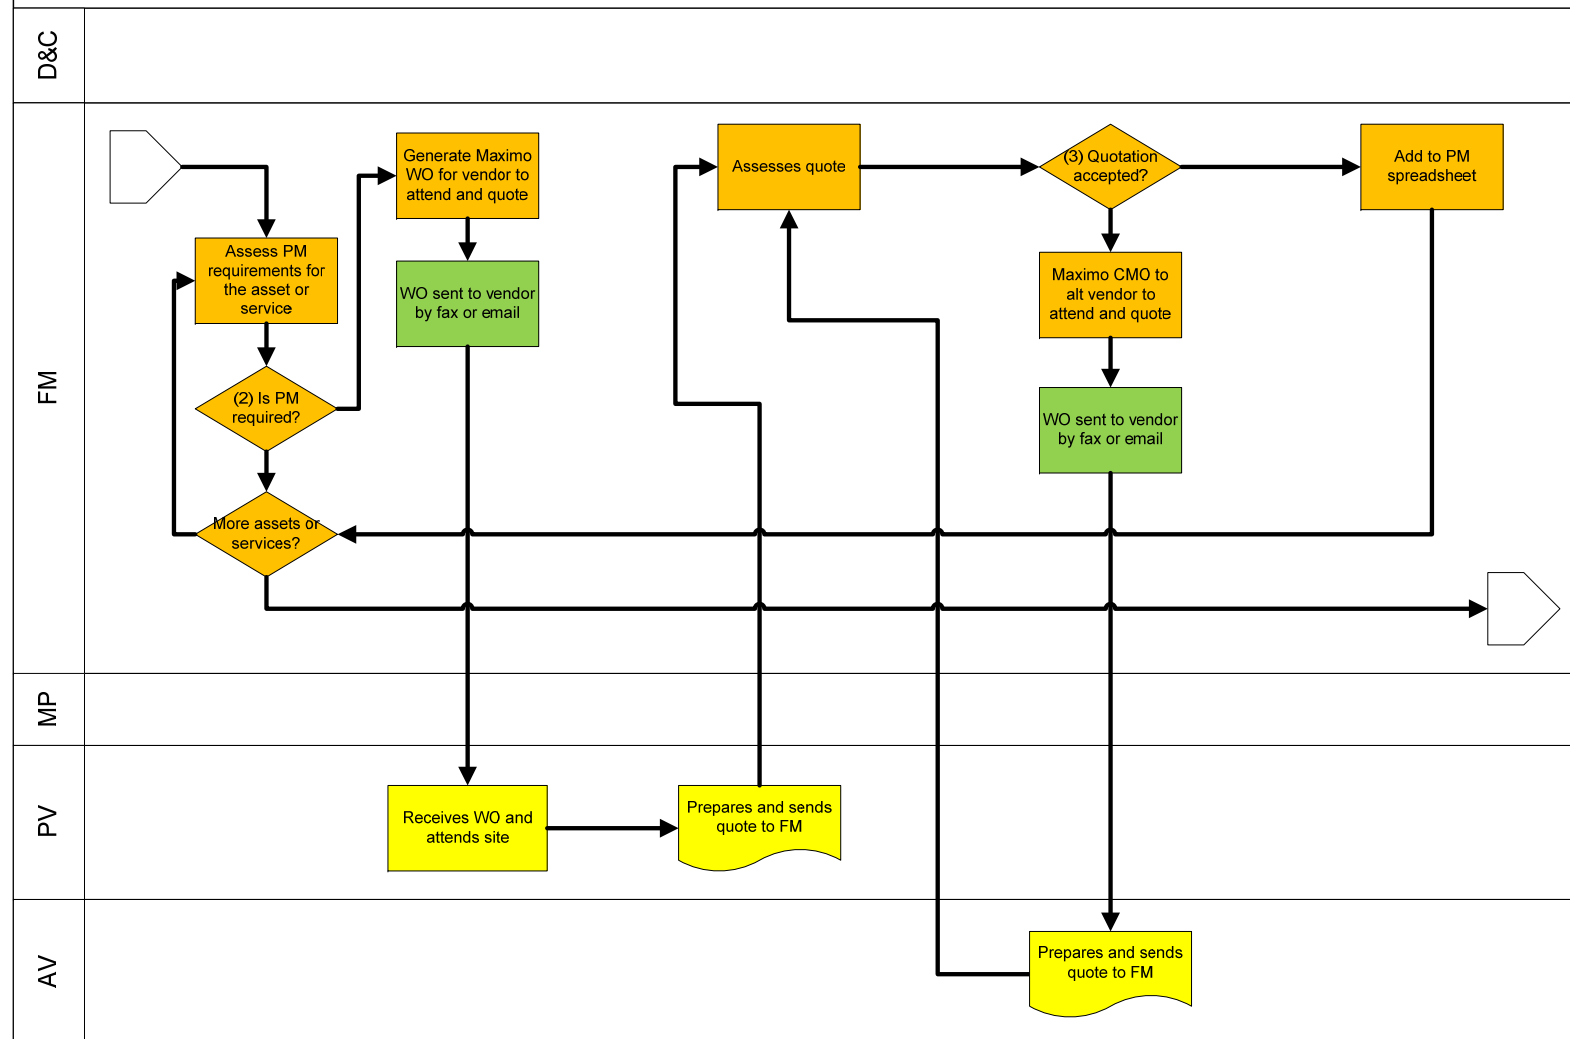 D&C
FM
Generate Maximo
WO for vendor to
attend and quote
Assesses quote
(3) Quotation
accepted?
Add to PM
spreadsheet
Assess PM
requirements for
the asset or
service
WO sent to vendor
by fax or email
Maximo CMO to
alt vendor to
attend and quote
(2) Is PM
required?
WO sent to vendor
by fax or email
More assets or
services?
MP
PV
Receives WO and
attends site
Prepares and sends
quote to FM
AV
Prepares and sends
quote to FM